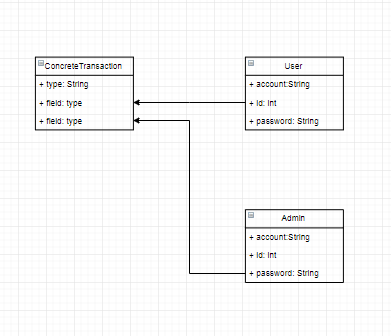 ConcreteTransaction
+ type: String
+ field: type
+ field: type
User
+ account:String
+ id: int
+ password: String
Admin
+ account:String
+ id: int
+ password: String